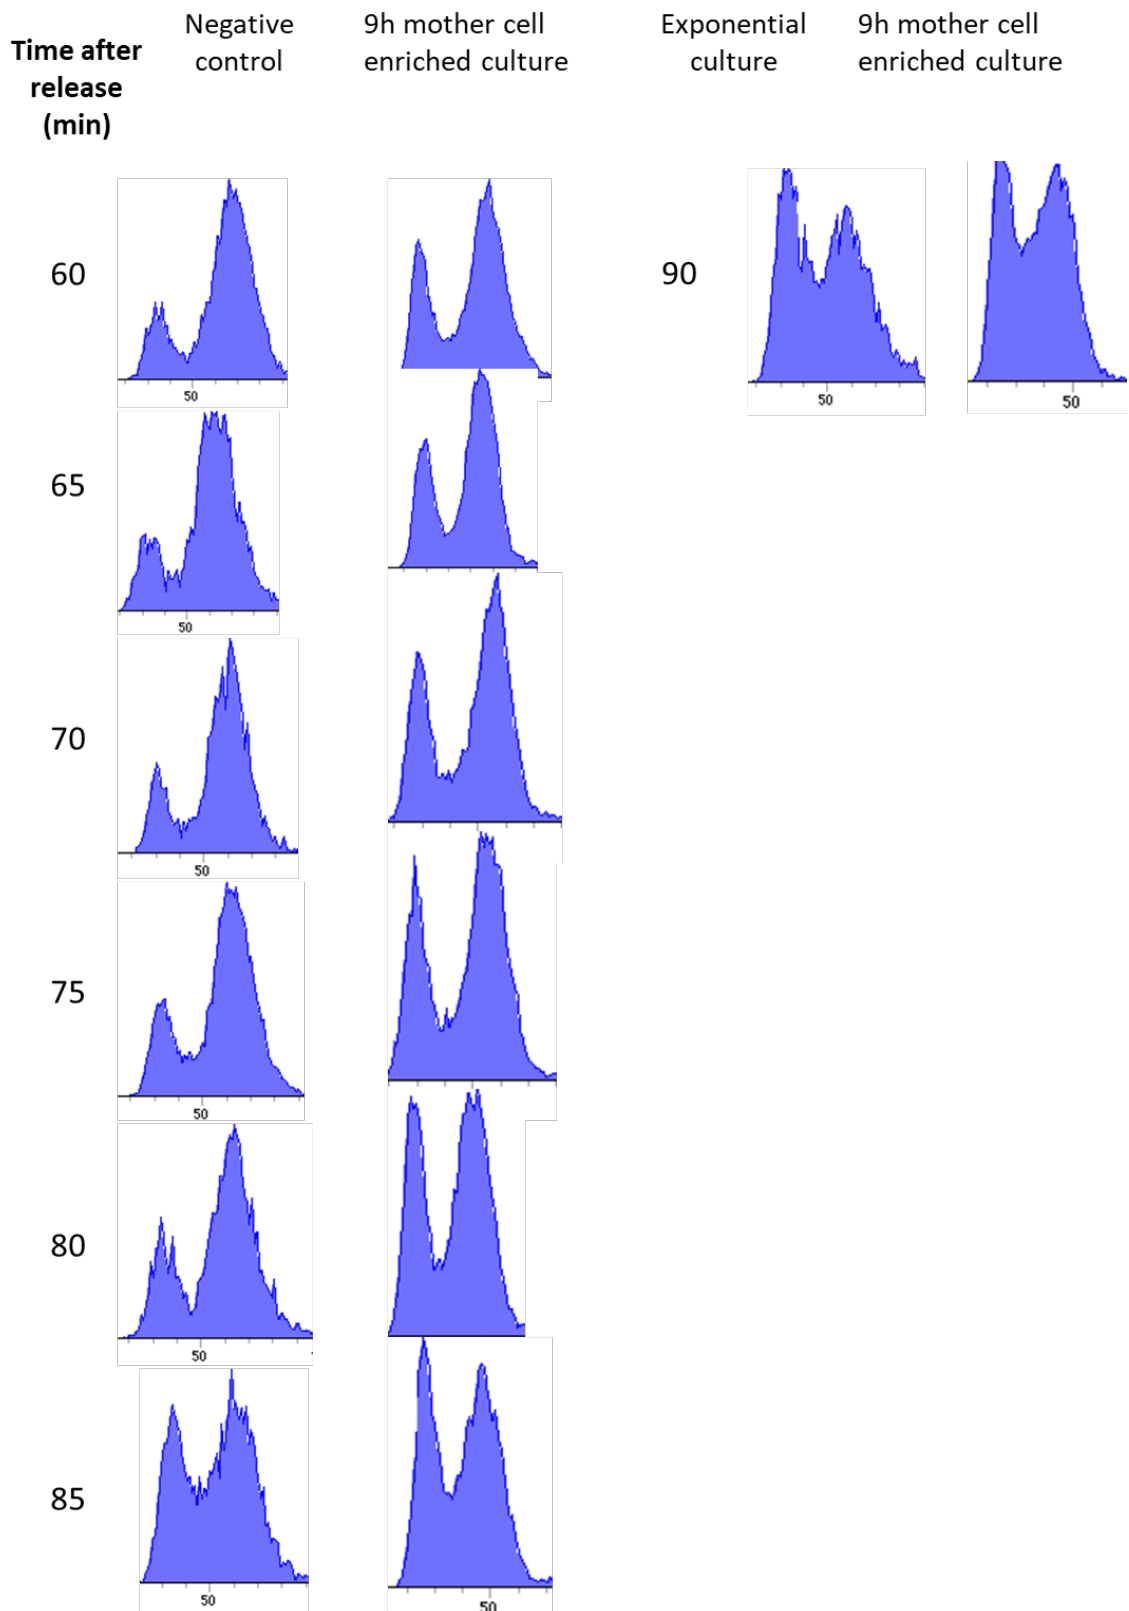 Time after
release
(min)
Negative
control
9h mother cell
enriched culture
Exponential
culture
9h mother cell
enriched culture
60
50
90
50
50
65
50
70
50
75
50
80
50
85
50
50